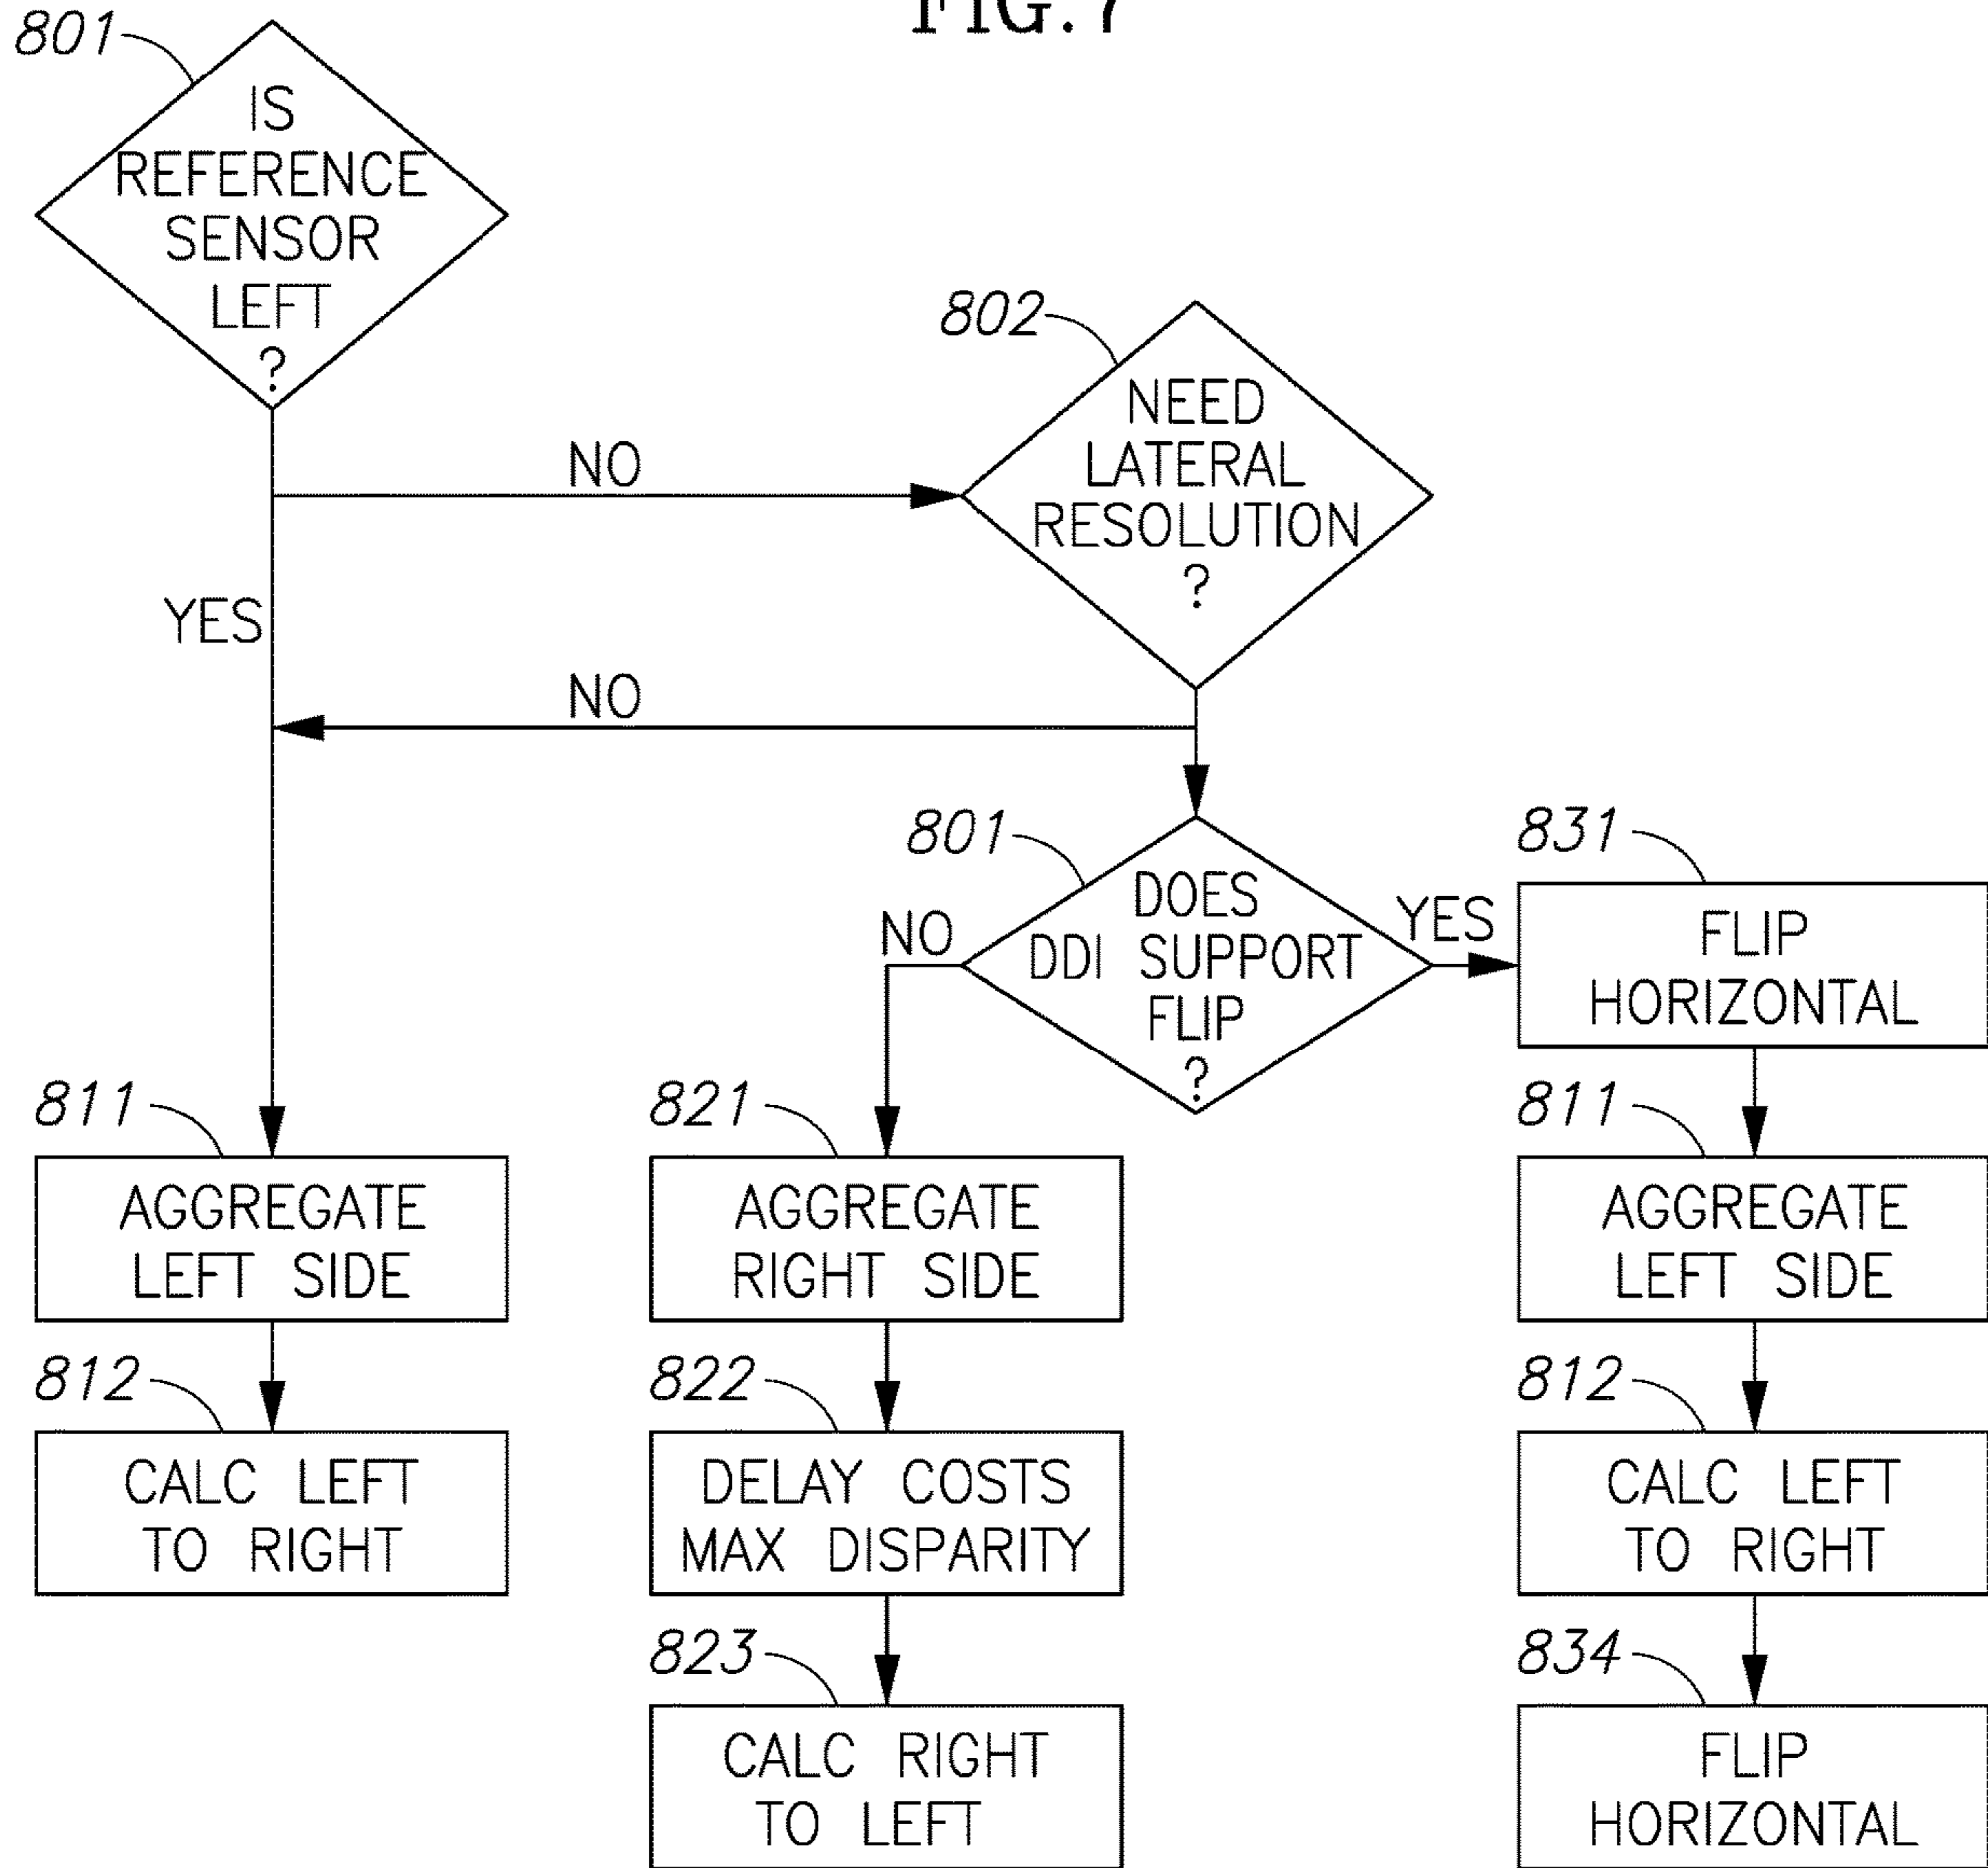 FIG. 7
801
IS
REFERENCE
SENSOR
LEFT
?
802
NEED
LATERAL
RESOLUTION
?
NO
YES
NO
801
DOES
DDI SUPPORT
FLIP
?
NO
YES
831
FLIP
HORIZONTAL
811
AGGREGATE
LEFT SIDE
821
AGGREGATE
RIGHT SIDE
811
AGGREGATE
LEFT SIDE
812
CALC LEFT
TO RIGHT
822
DELAY COSTS
MAX DISPARITY
812
CALC LEFT
TO RIGHT
823
CALC RIGHT
TO LEFT
834
FLIP
HORIZONTAL